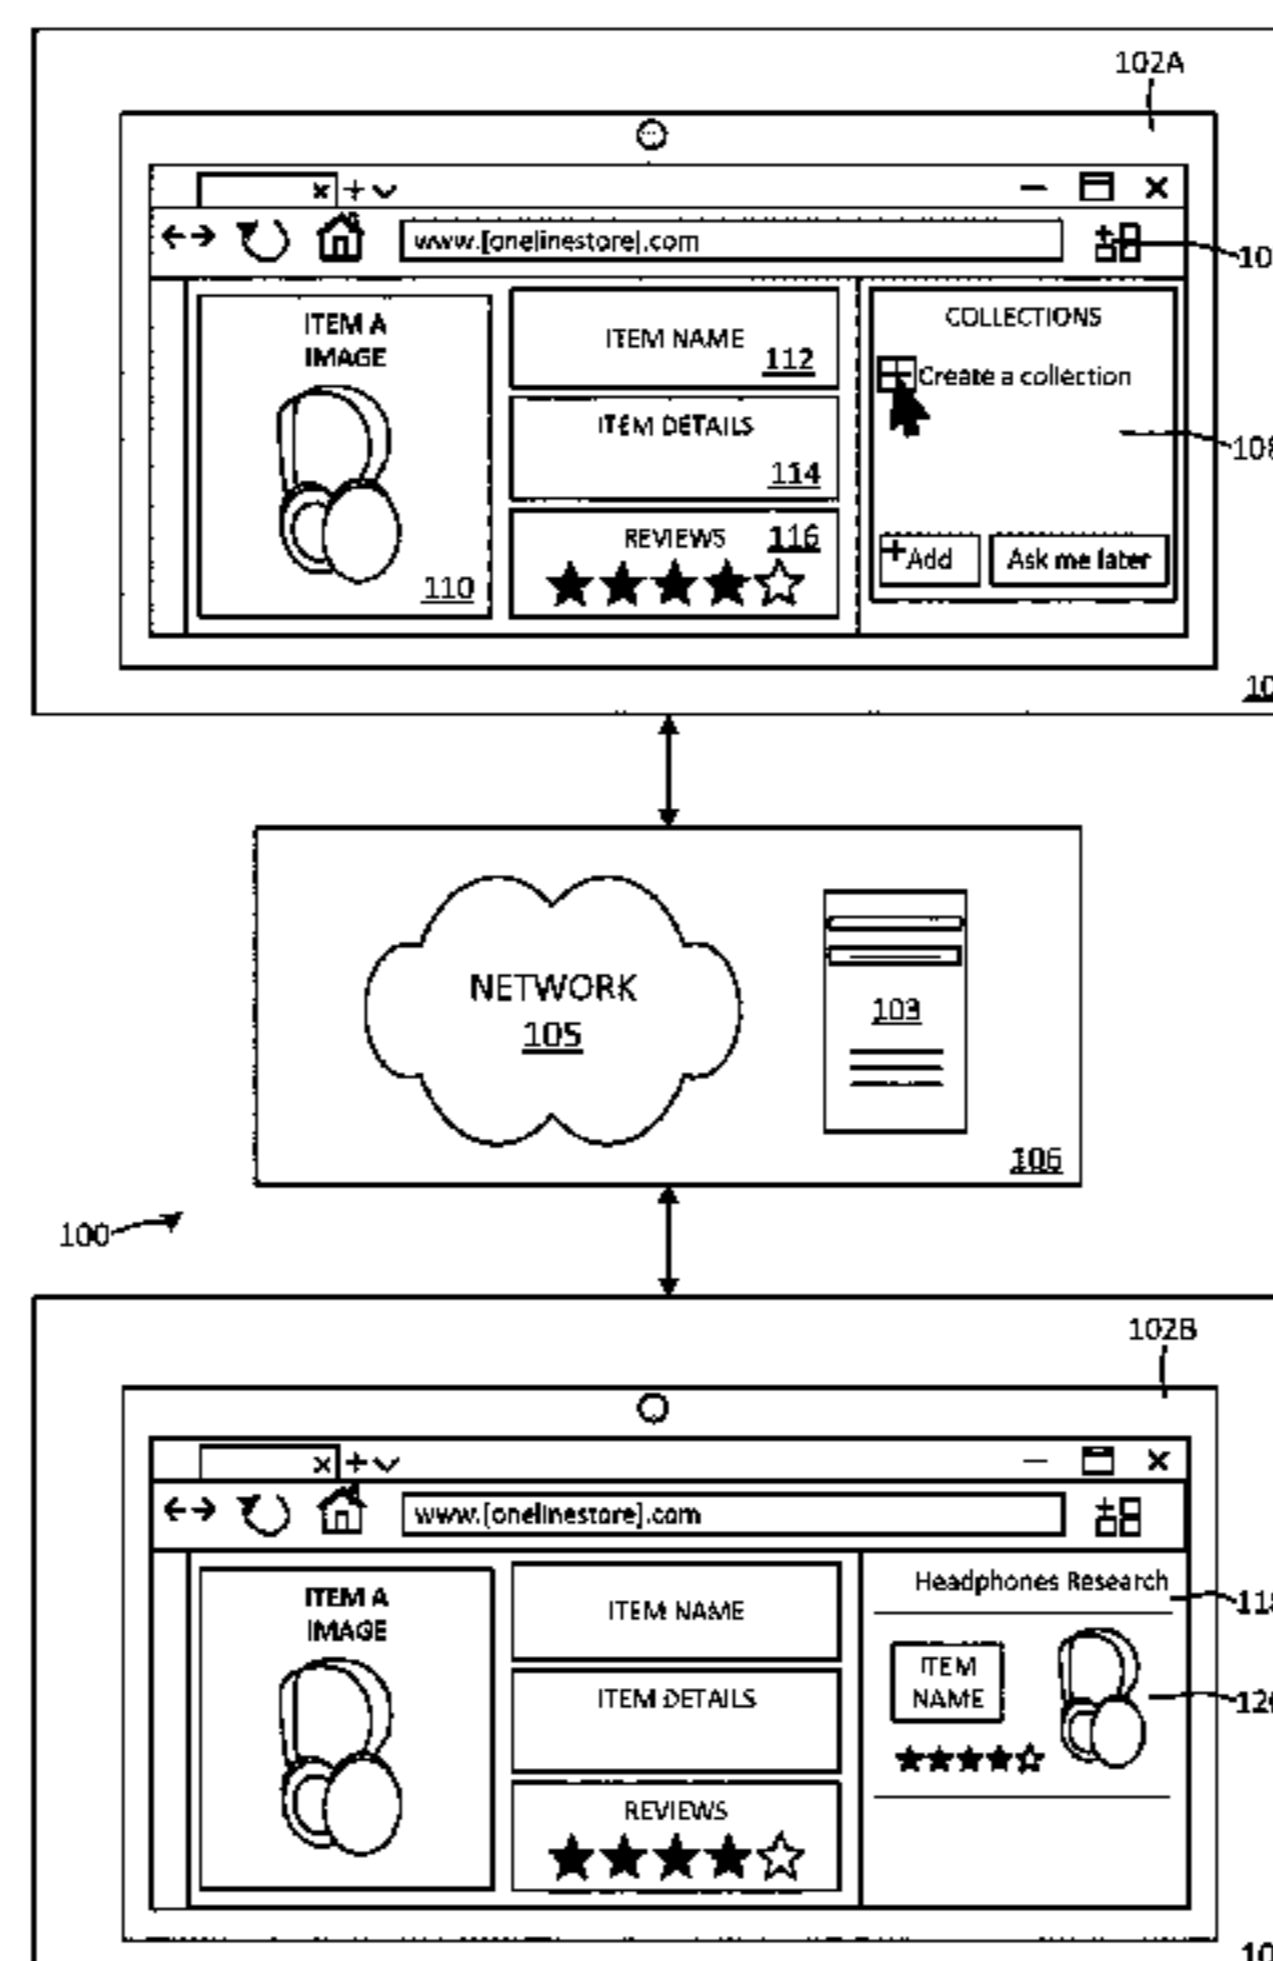 102A
www.[onelinestore].com
ITEM A
IMAGE
110
ITEM NAME
112
ITEM DETAILS
114
REVIEWS 116
COLLECTIONS
Create a collection
+Add
Ask me later
NETWORK
105
103
106
100
102B
www.[onelinestore].com
ITEM A
IMAGE
ITEM NAME
ITEM DETAILS
REVIEWS
Headphones Research
ITEM
NAME